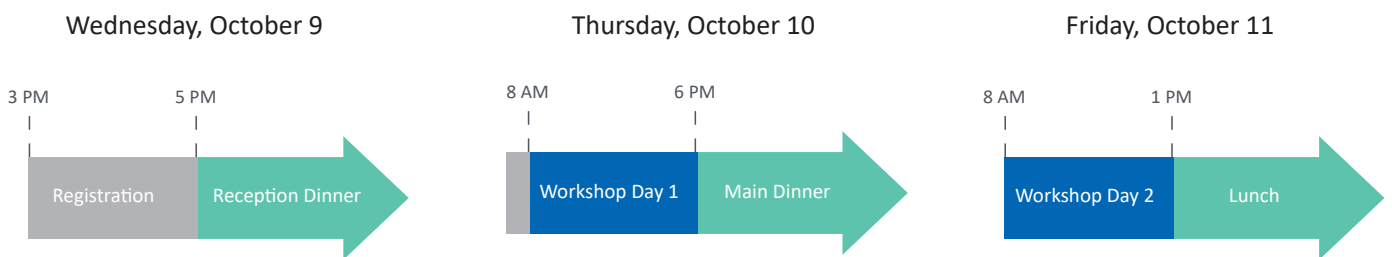 Wednesday, October 9
3 PM
5 PM
Registration
Reception Dinner
Thursday, October 10
8 AM
6 PM
Workshop Day 1
Main Dinner
Friday, October 11
8 AM
1 PM
Workshop Day 2
Lunch